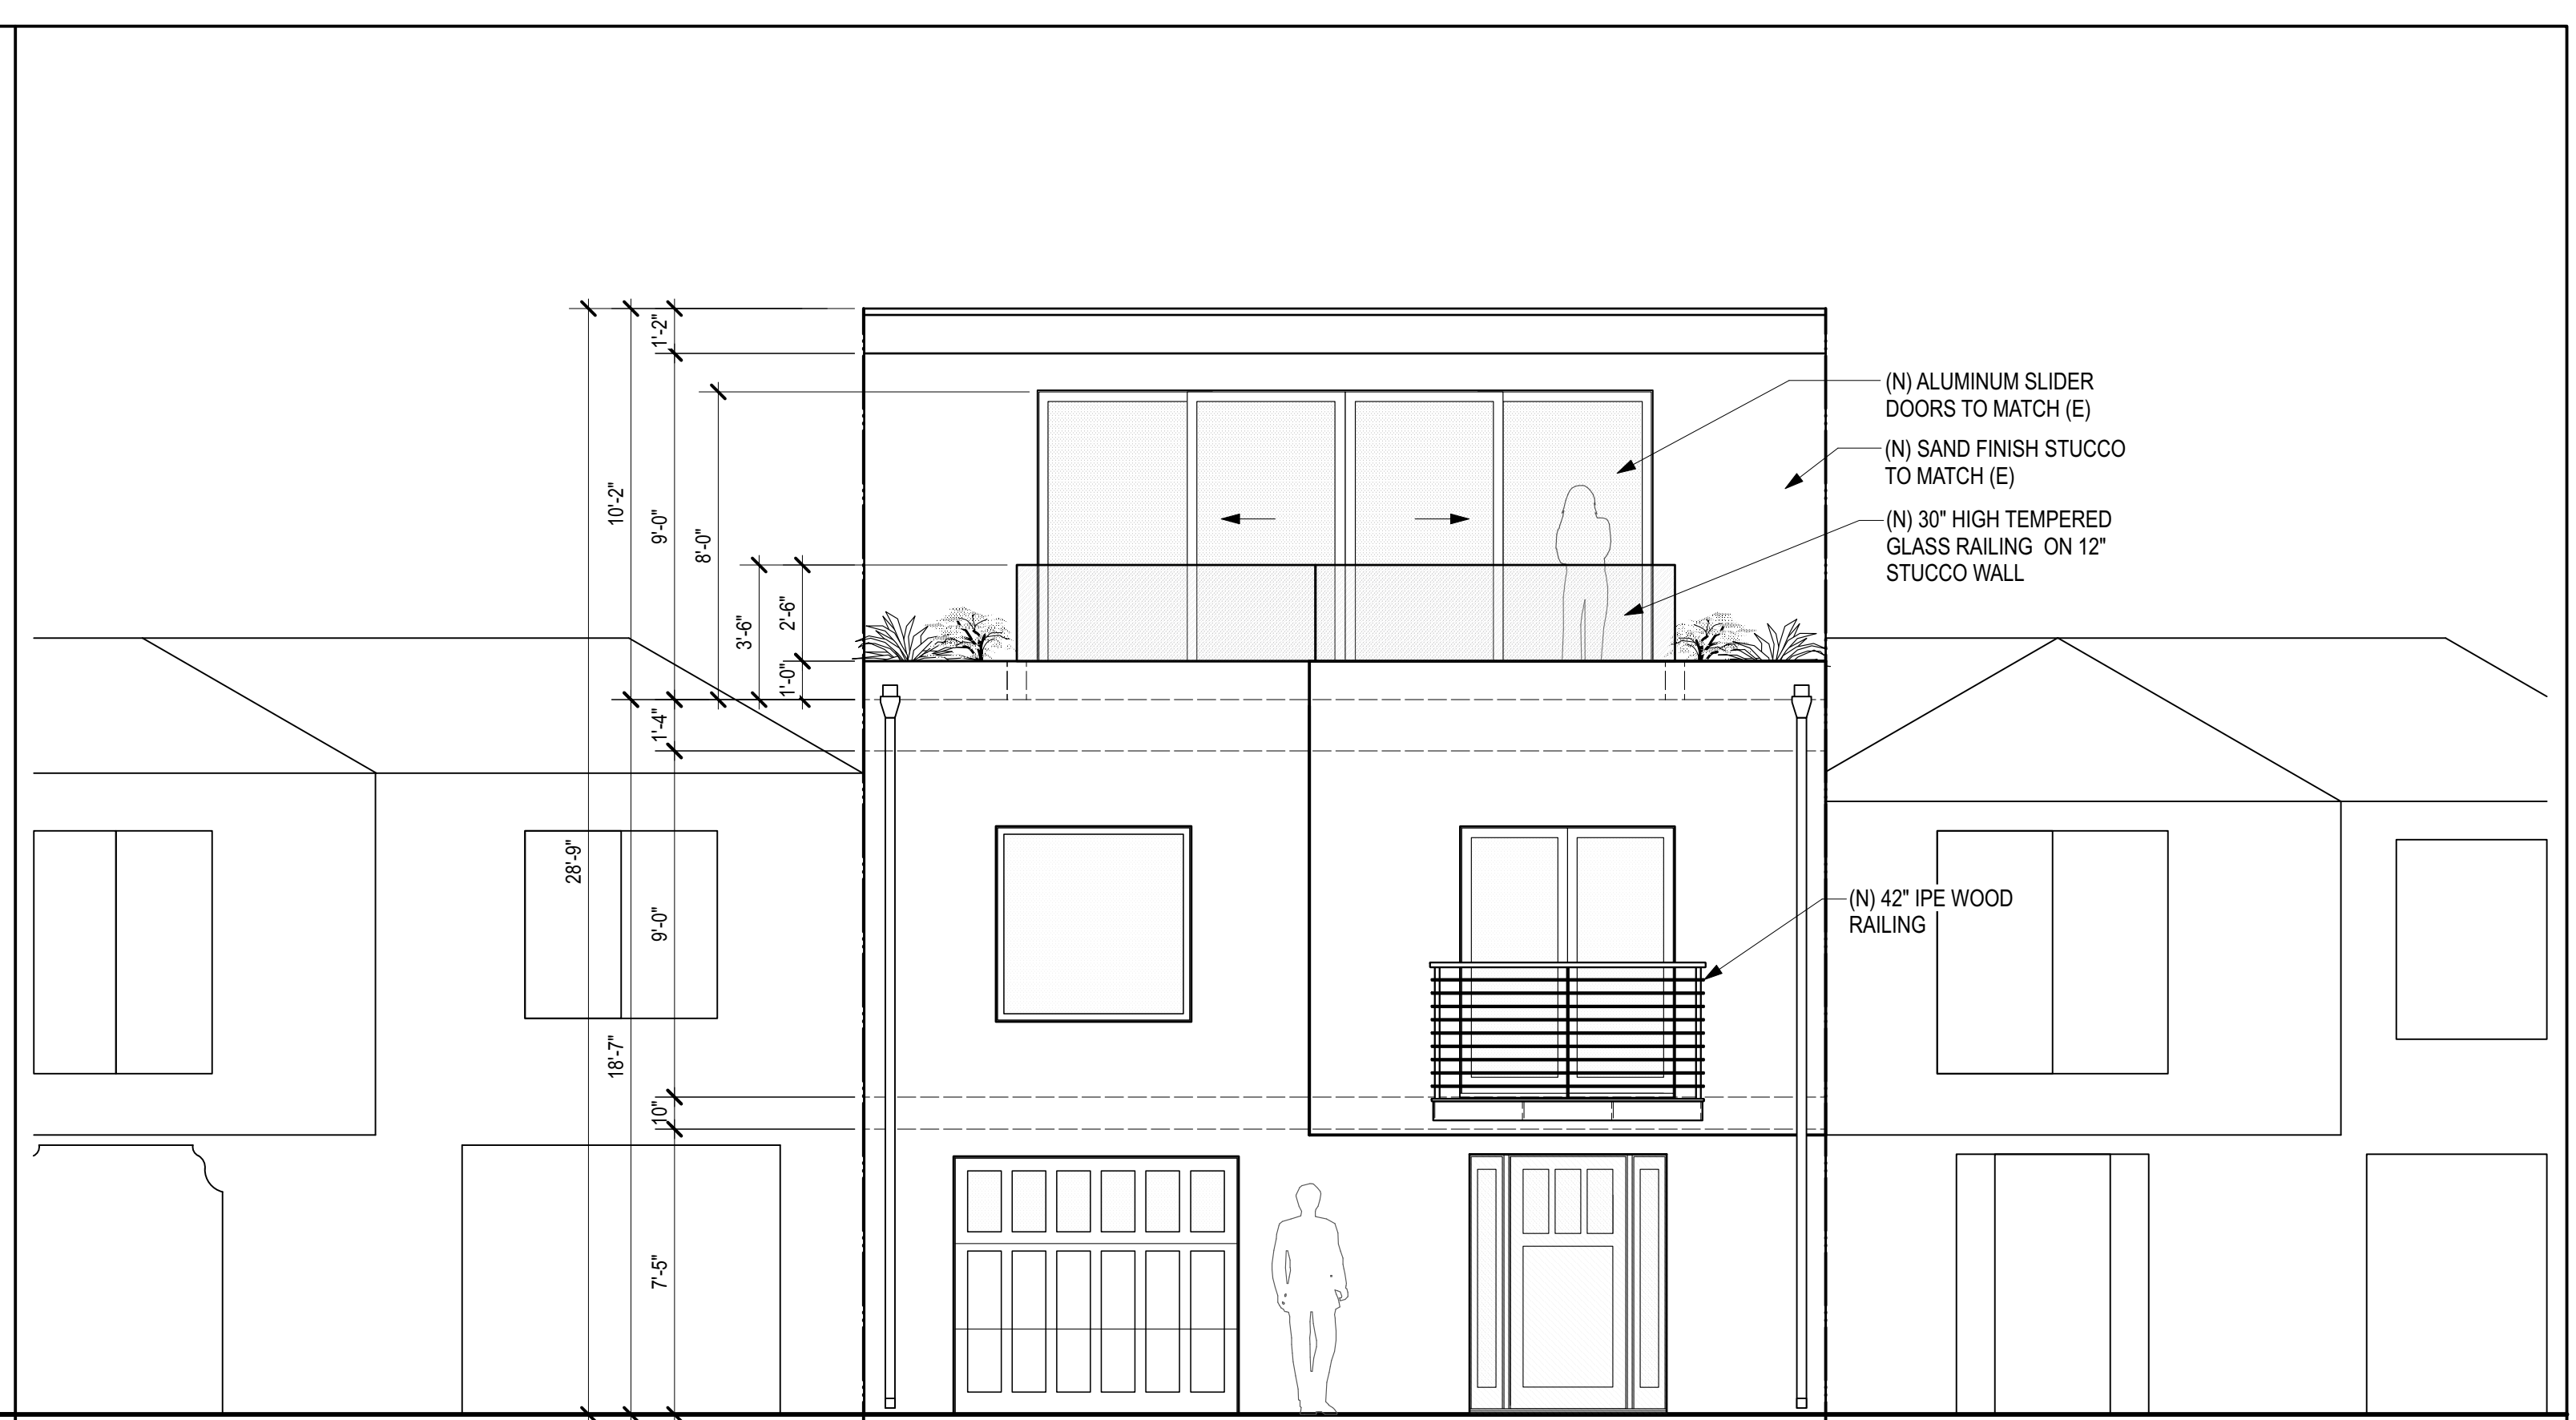 1'-2"
(N) ALUMINUM SLIDER
DOORS TO MATCH (E)
(N) SAND FINISH STUCCO
TO MATCH (E)
10'-2"
9'-0"
8'-0"
(N) 30" HIGH TEMPERED
GLASS RAILING ON 12"
STUCCO WALL
3'-6"
2'-6"
1'-0"
1'-4"
28'-9"
9'-0"
(N) 42" IPE WOOD
RAILING
18'-7"
10"
7'-5"